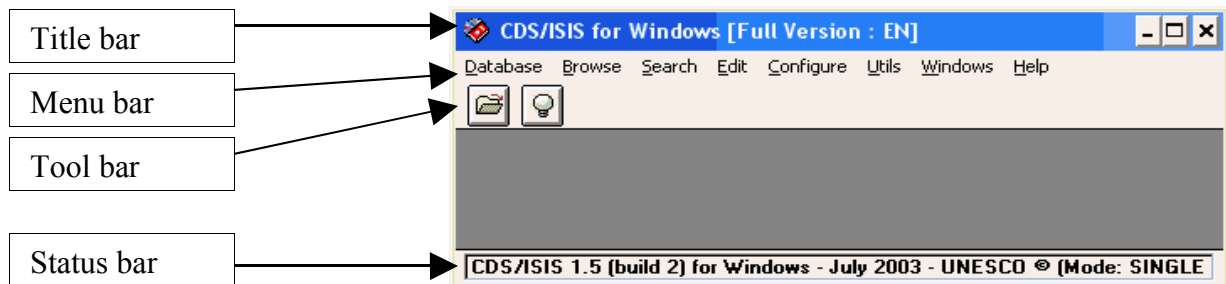 Title bar
CDS/ISIS for Windows [Full Version : EN]
Menu bar
Database Browse Search Edit Configure Utils Windows Help
Tool bar
Status bar
CDS/ISIS 1.5 (build 2) for Windows - July 2003 - UNESCO © (Mode: SINGLE